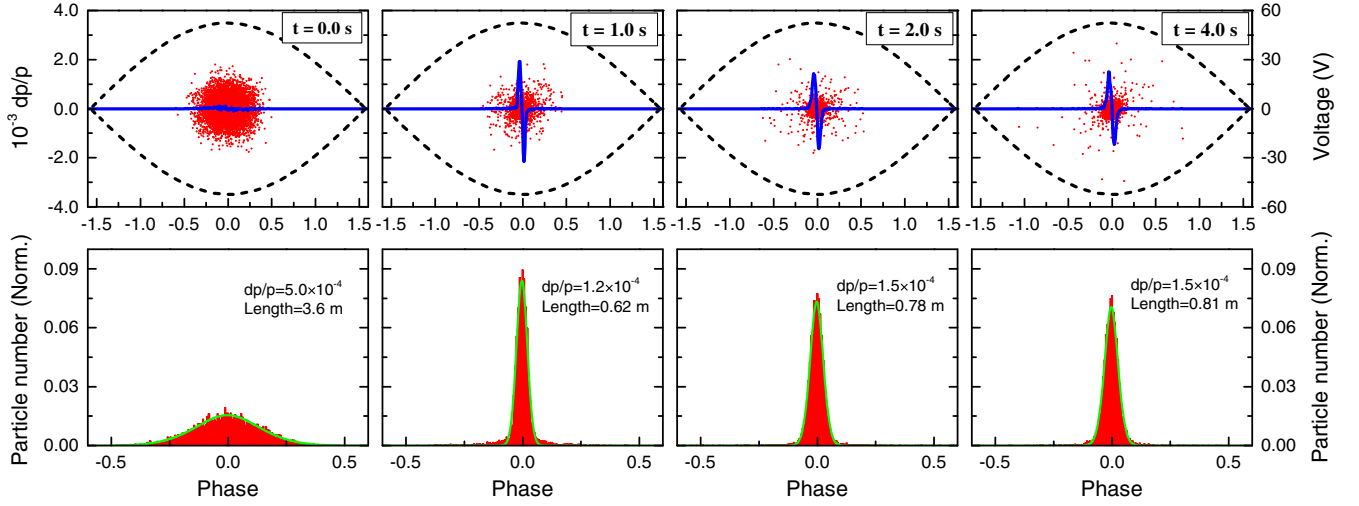 t = 0.0 s
t = 1.0 s
t = 2.0 s
t = 4.0 s
10⁻³ dp/p
4.0
2.0
0.0
-2.0
-4.0
60
30
0
-30
-60
Voltage (V)
-1.5 -1.0 -0.5 0.0 0.5 1.0 1.5
-1.5 -1.0 -0.5 0.0 0.5 1.0 1.5
-1.5 -1.0 -0.5 0.0 0.5 1.0 1.5
-1.5 -1.0 -0.5 0.0 0.5 1.0 1.5
Particle number (Norm.)
0.09
0.06
0.03
0.00
dp/p=5.0×10⁻⁴
Length=3.6 m
dp/p=1.2×10⁻⁴
Length=0.62 m
dp/p=1.5×10⁻⁴
Length=0.78 m
dp/p=1.5×10⁻⁴
Length=0.81 m
0.09
0.06
0.03
0.00
Particle number (Norm.)
-0.5 0.0 0.5
-0.5 0.0 0.5
-0.5 0.0 0.5
-0.5 0.0 0.5
Phase
Phase
Phase
Phase